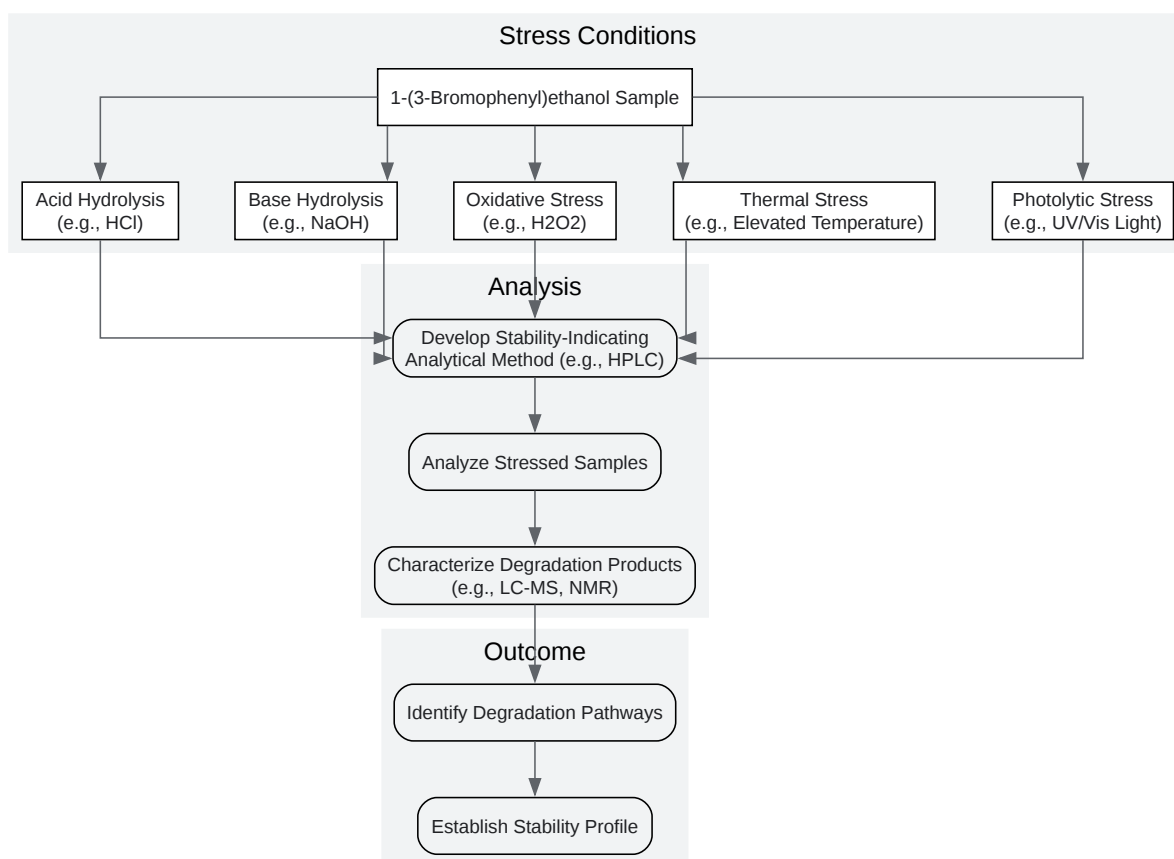 Stress Conditions
1-(3-Bromophenyl)ethanol Sample
Acid Hydrolysis
(e.g., HCl)
Base Hydrolysis
(e.g., NaOH)
Oxidative Stress
(e.g., H2O2)
Thermal Stress
(e.g., Elevated Temperature)
Photolytic Stress
(e.g., UV/Vis Light)
Analysis
Develop Stability-Indicating
Analytical Method (e.g., HPLC)
Analyze Stressed Samples
Characterize Degradation Products
(e.g., LC-MS, NMR)
Outcome
Identify Degradation Pathways
Establish Stability Profile